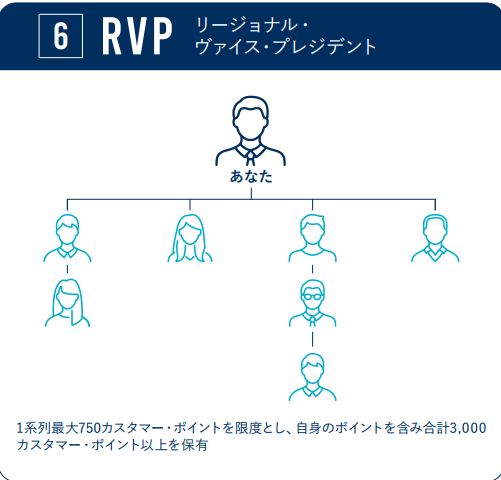 6 RVP リージョナル・
ヴァイス・プレジデント
あなた
1系列最大750カスタマー・ポイントを限度とし、自身のポイントを含み合計3,000
カスタマー・ポイント以上を保有